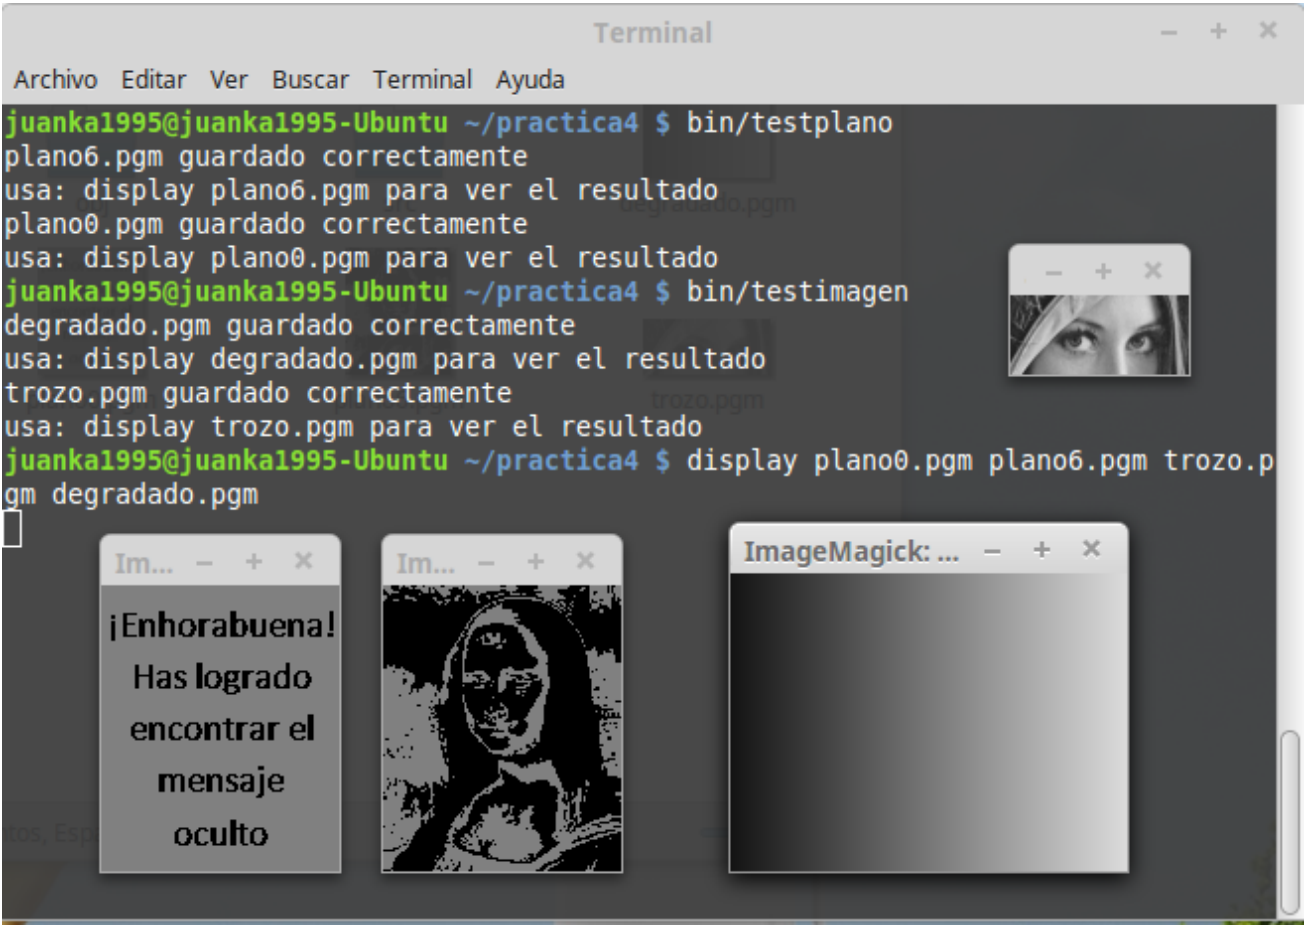 Terminal
Archivo Editar Ver Buscar Terminal Ayuda
juanka1995@juanka1995-Ubuntu ~/practica4 $ bin/testplano
plano6.pgm guardado correctamente
usa: display plano6.pgm para ver el resultado
plano0.pgm guardado correctamente
usa: display plano0.pgm para ver el resultado
juanka1995@juanka1995-Ubuntu ~/practica4 $ bin/testimagen
degradado.pgm guardado correctamente
usa: display degradado.pgm para ver el resultado
trozo.pgm guardado correctamente
usa: display trozo.pgm para ver el resultado
juanka1995@juanka1995-Ubuntu ~/practica4 $ display plano0.pgm plano6.pgm trozo.p
gm degradado.pgm
Im...
¡Enhorabuena!
Has logrado
encontrar el
mensaje
oculto
Im...
ImageMagick: ...
degradado.pgm
trozo.pgm